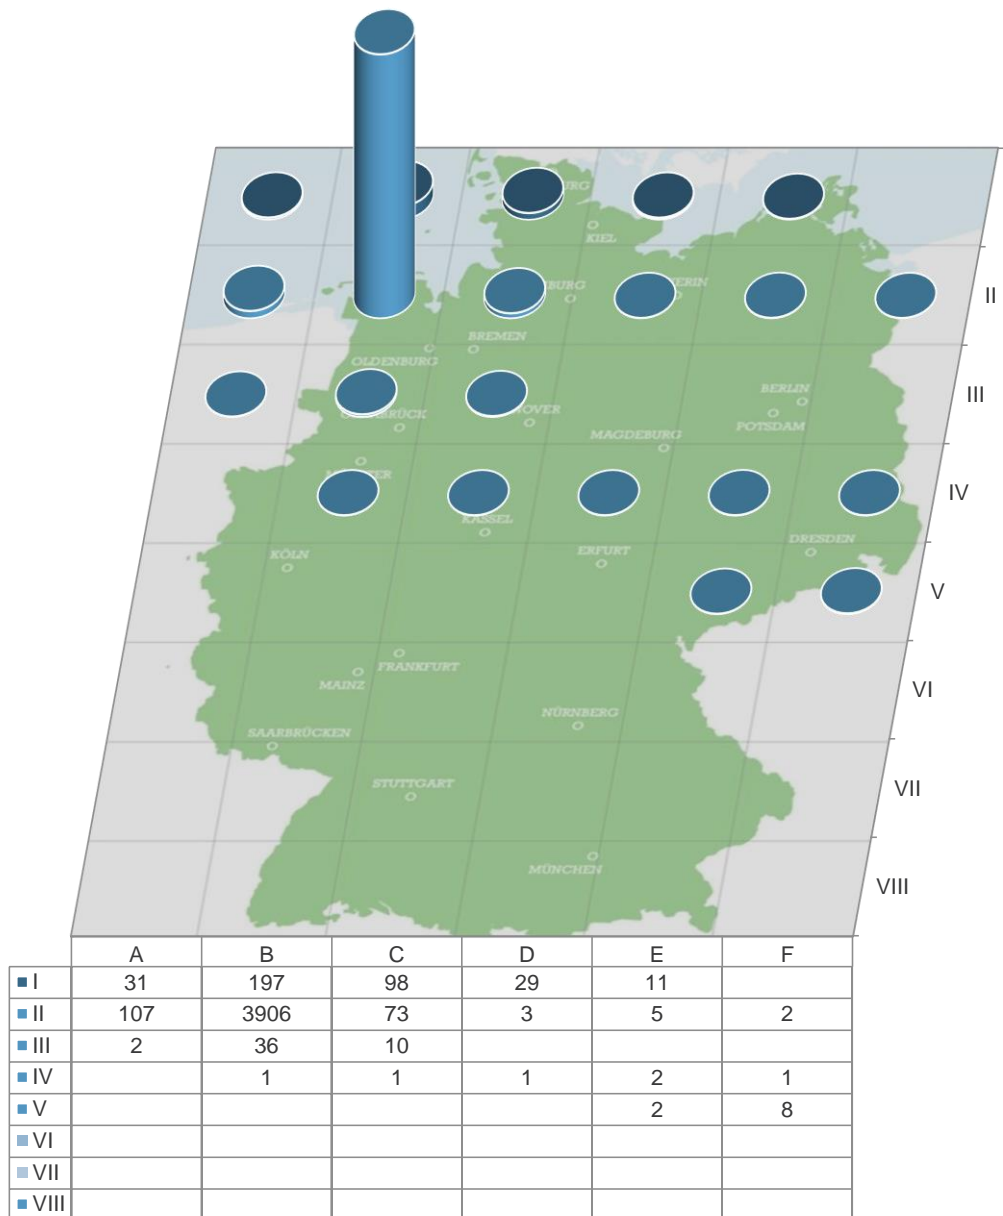 KIEL
II
BREMEN
OLDENBURG
III
BERLIN
POTSDAM
MAGDEBURG
IV
KASSEL
DRESDEN
KÖLN
ERFURT
V
FRANKFURT
MAINZ
VI
NÜRNBERG
SAARBRÜCKEN
STUTTGART
VII
MÜNCHEN
VIII
A B C D E F
I 31 197 98 29 11
II 107 3906 73 3 5 2
III 2 36 10
IV 1 1 1 2 1
V 2 8
VI
VII
VIII